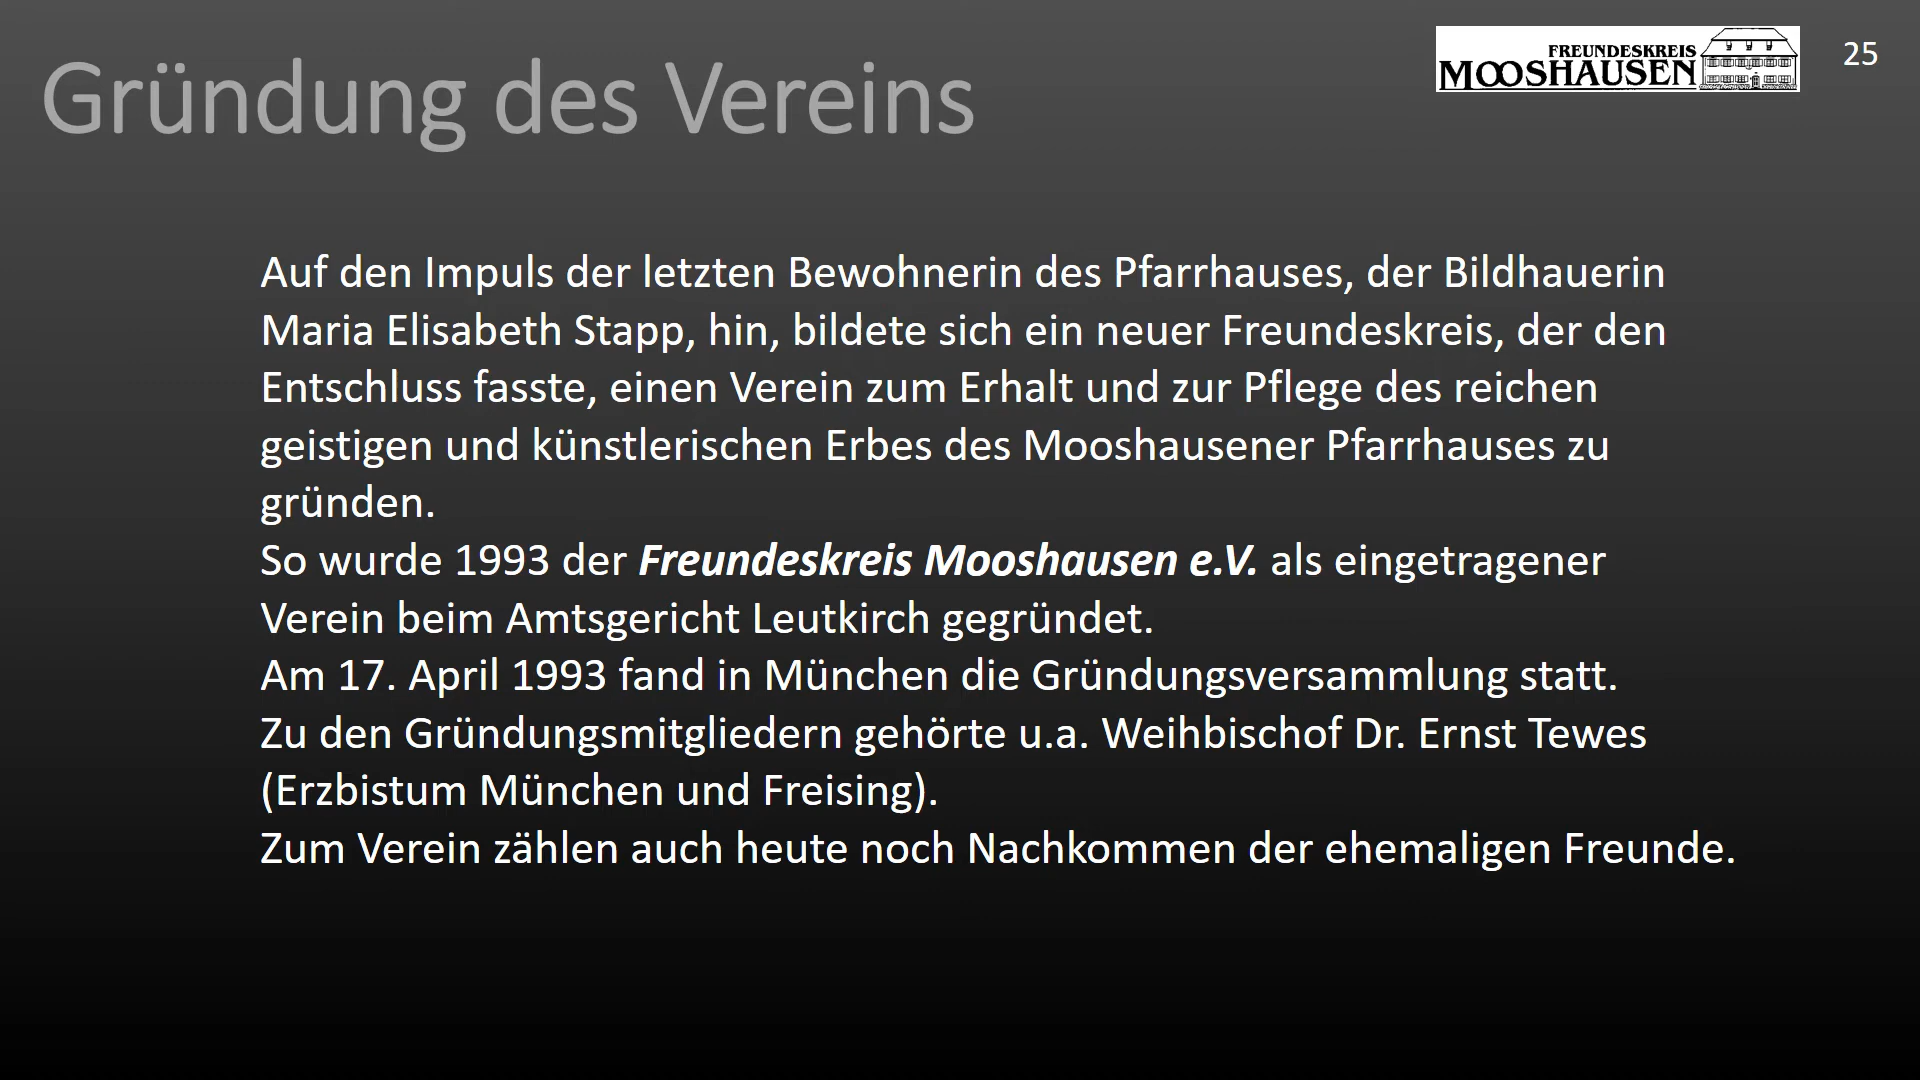 Gründung des Vereins
FREUNDESKREIS
MOOSHAUSEN
25
Auf den Impuls der letzten Bewohnerin des Pfarrhauses, der Bildhauerin
Maria Elisabeth Stapp, hin, bildete sich ein neuer Freundeskreis, der den
Entschluss fasste, einen Verein zum Erhalt und zur Pflege des reichen
geistigen und künstlerischen Erbes des Mooshausener Pfarrhauses zu
gründen.
So wurde 1993 der Freundeskreis Mooshausen e.V. als eingetragener
Verein beim Amtsgericht Leutkirch gegründet.
Am 17. April 1993 fand in München die Gründungsversammlung statt.
Zu den Gründungsmitgliedern gehörte u.a. Weihbischof Dr. Ernst Tewes
(Erzbistum München und Freising).
Zum Verein zählen auch heute noch Nachkommen der ehemaligen Freunde.